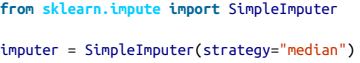 from sklearn.impute import SimpleImputer
imputer = SimpleImputer(strategy="median")